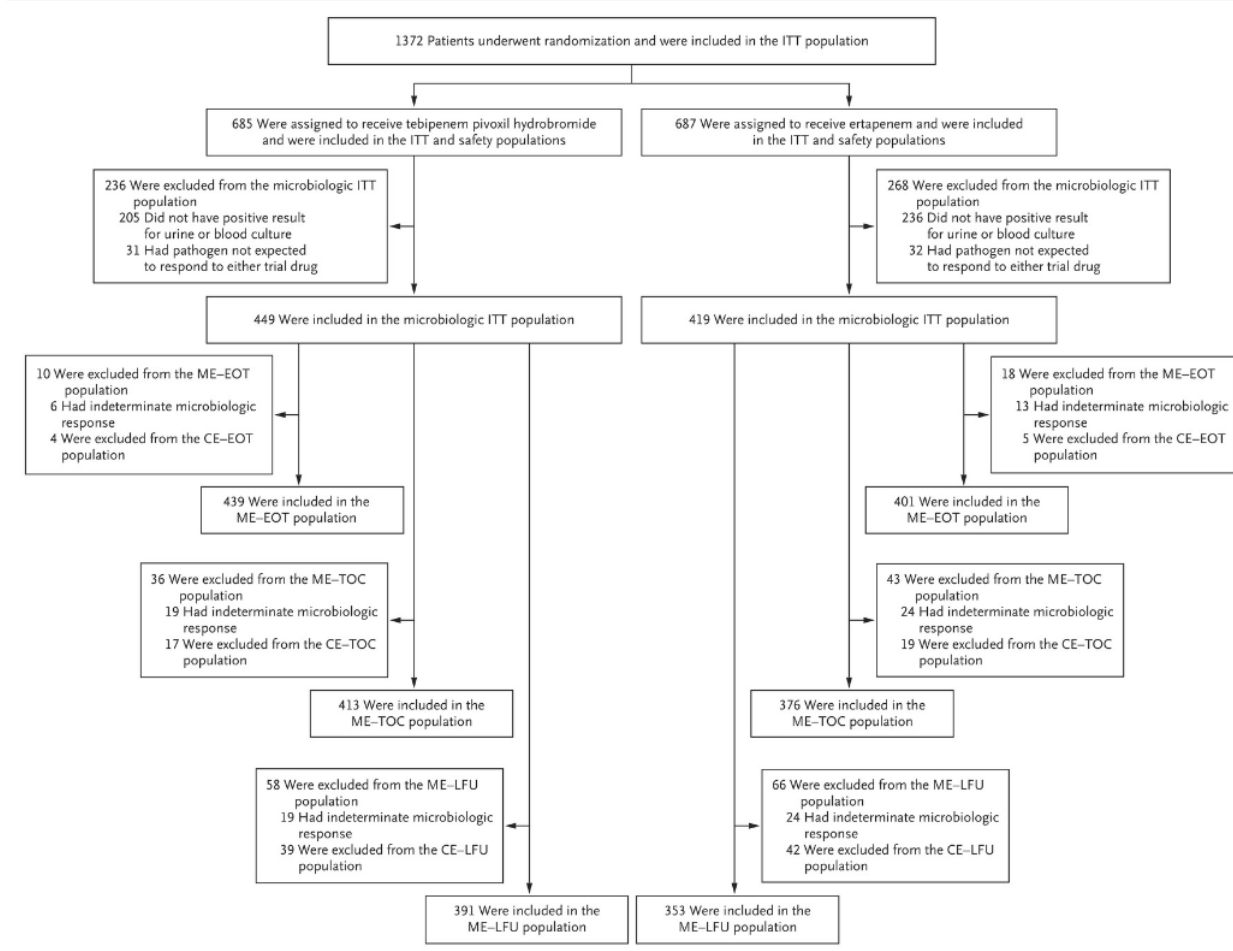 1372 Patients underwent randomization and were included in the ITT population
685 Were assigned to receive tebipenem pivoxil hydrobromide
and were included in the ITT and safety populations
687 Were assigned to receive ertapenem and were included
in the ITT and safety populations
236 Were excluded from the microbiologic ITT
population
205 Did not have positive result
for urine or blood culture
31 Had pathogen not expected
to respond to either trial drug
268 Were excluded from the microbiologic ITT
population
236 Did not have positive result
for urine or blood culture
32 Had pathogen not expected
to respond to either trial drug
449 Were included in the microbiologic ITT population
419 Were included in the microbiologic ITT population
10 Were excluded from the ME–EOT
population
6 Had indeterminate microbiologic
response
4 Were excluded from the CE–EOT
population
18 Were excluded from the ME–EOT
population
13 Had indeterminate microbiologic
response
5 Were excluded from the CE–EOT
population
439 Were included in the
ME–EOT population
401 Were included in the
ME–EOT population
36 Were excluded from the ME–TOC
population
19 Had indeterminate microbiologic
response
17 Were excluded from the CE–TOC
population
43 Were excluded from the ME–TOC
population
24 Had indeterminate microbiologic
response
19 Were excluded from the CE–TOC
population
413 Were included in the
ME–TOC population
376 Were included in the
ME–TOC population
58 Were excluded from the ME–LFU
population
19 Had indeterminate microbiologic
response
39 Were excluded from the CE–LFU
population
66 Were excluded from the ME–LFU
population
24 Had indeterminate microbiologic
response
42 Were excluded from the CE–LFU
population
391 Were included in the
ME–LFU population
353 Were included in the
ME–LFU population